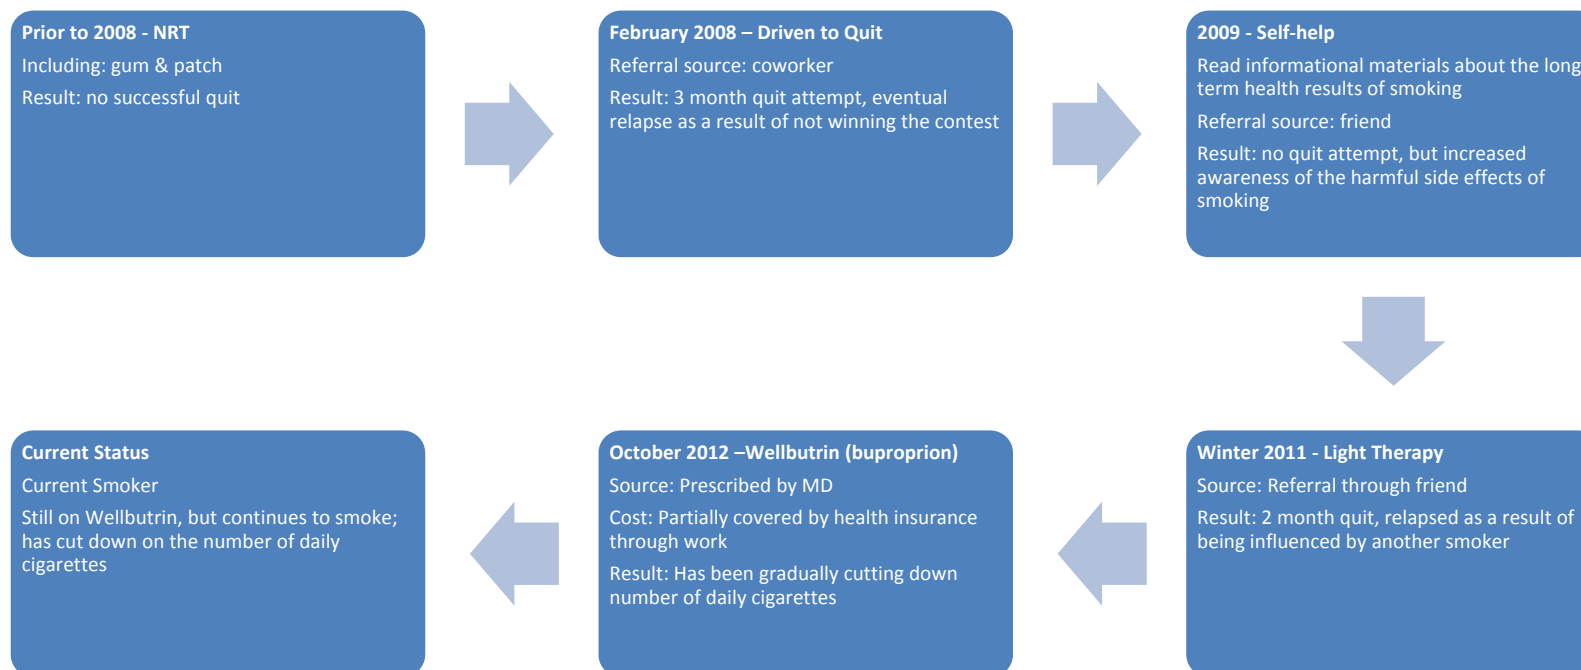 Prior to 2008 - NRT
Including: gum & patch
Result: no successful quit
February 2008 – Driven to Quit
Referral source: coworker
Result: 3 month quit attempt, eventual
relapse as a result of not winning the contest
2009 - Self-help
Read informational materials about the long
term health results of smoking
Referral source: friend
Result: no quit attempt, but increased
awareness of the harmful side effects of
smoking
Winter 2011 - Light Therapy
Source: Referral through friend
Result: 2 month quit, relapsed as a result of
being influenced by another smoker
October 2012 –Wellbutrin (buproprion)
Source: Prescribed by MD
Cost: Partially covered by health insurance
through work
Result: Has been gradually cutting down
number of daily cigarettes
Current Status
Current Smoker
Still on Wellbutrin, but continues to smoke;
has cut down on the number of daily
cigarettes